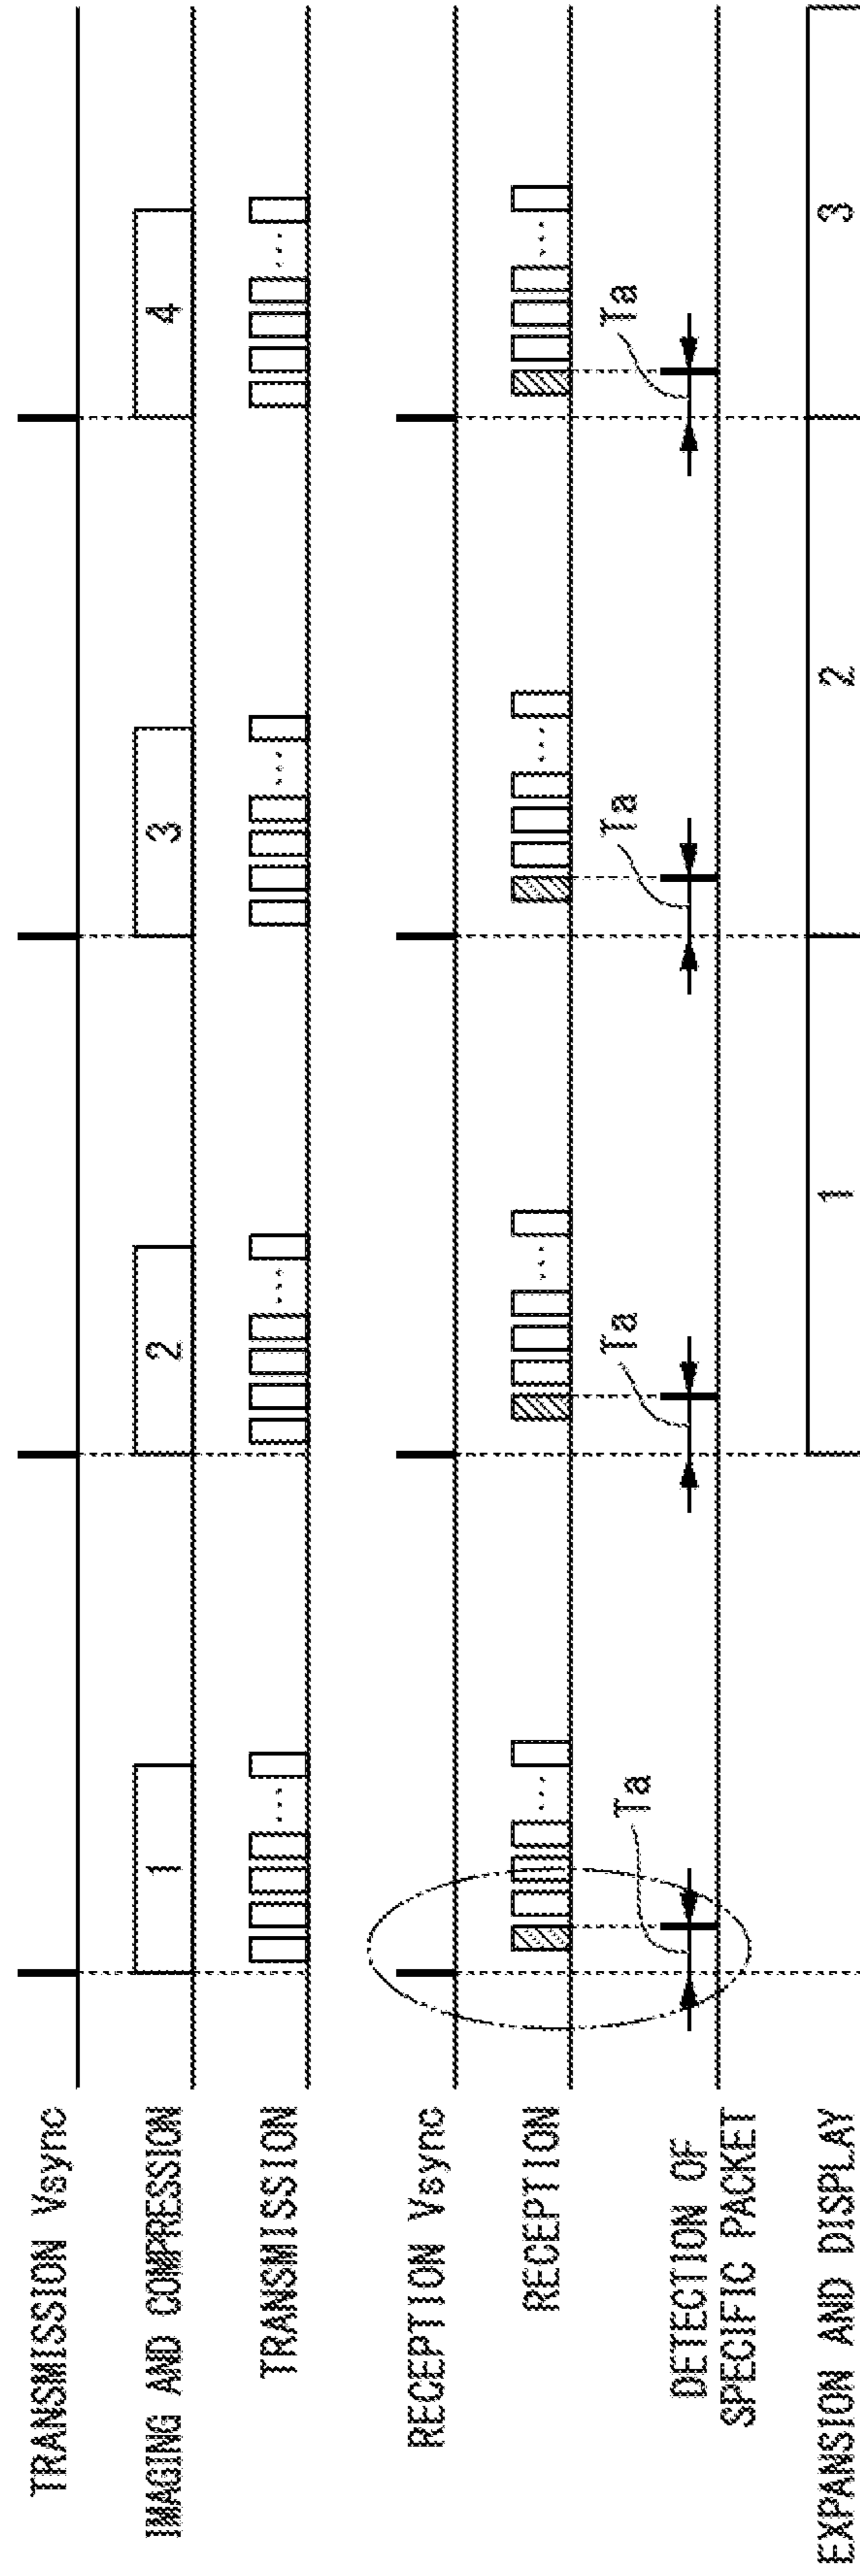 TRANSMISSION Vsync
IMAGING AND COMPRESSION
1 2 3 4
TRANSMISSION
... ... ... ...
RECEPTION Vsync
RECEPTION
... ... ... ...
DETECTION OF
SPECIFIC PACKET
Ta Ta Ta Ta
EXPANSION AND DISPLAY
1 2 3